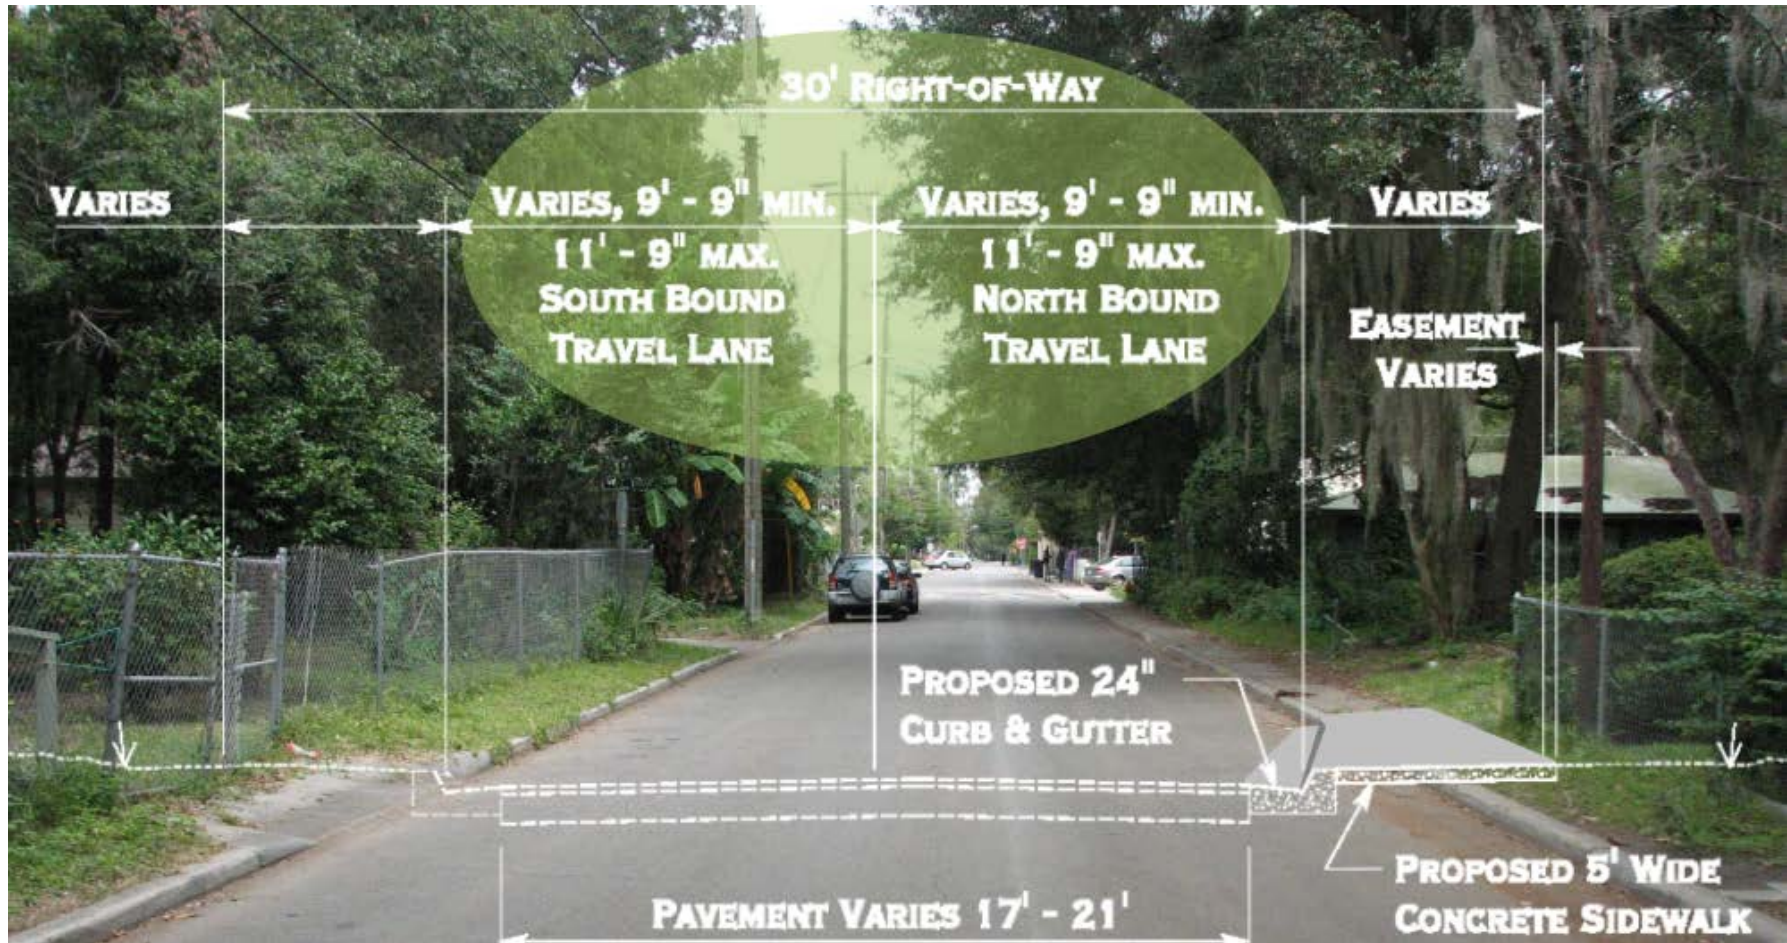 30' RIGHT-OF-WAY
VARIES
VARIES, 9' - 9" MIN.
11' - 9" MAX.
SOUTH BOUND
TRAVEL LANE
VARIES, 9' - 9" MIN.
11' - 9" MAX.
NORTH BOUND
TRAVEL LANE
VARIES
EASEMENT
VARIES
PROPOSED 24"
CURB & GUTTER
PROPOSED 5' WIDE
CONCRETE SIDEWALK
PAVEMENT VARIES 17' - 21'